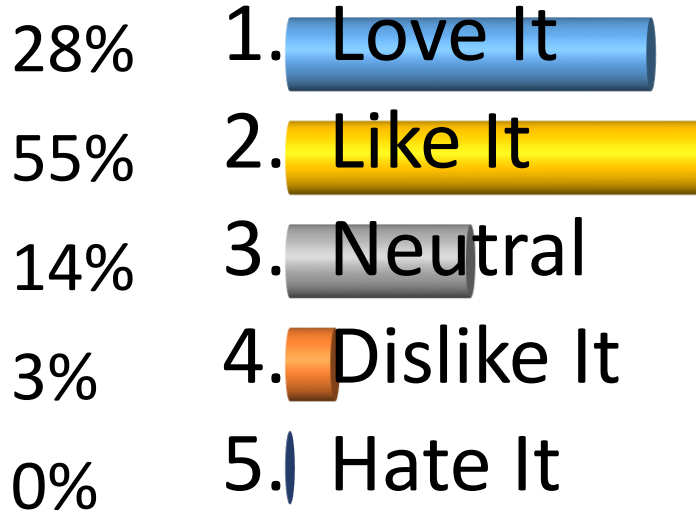 28% 1. Love It
55% 2. Like It
14% 3. Neutral
3% 4. Dislike It
0% 5. Hate It